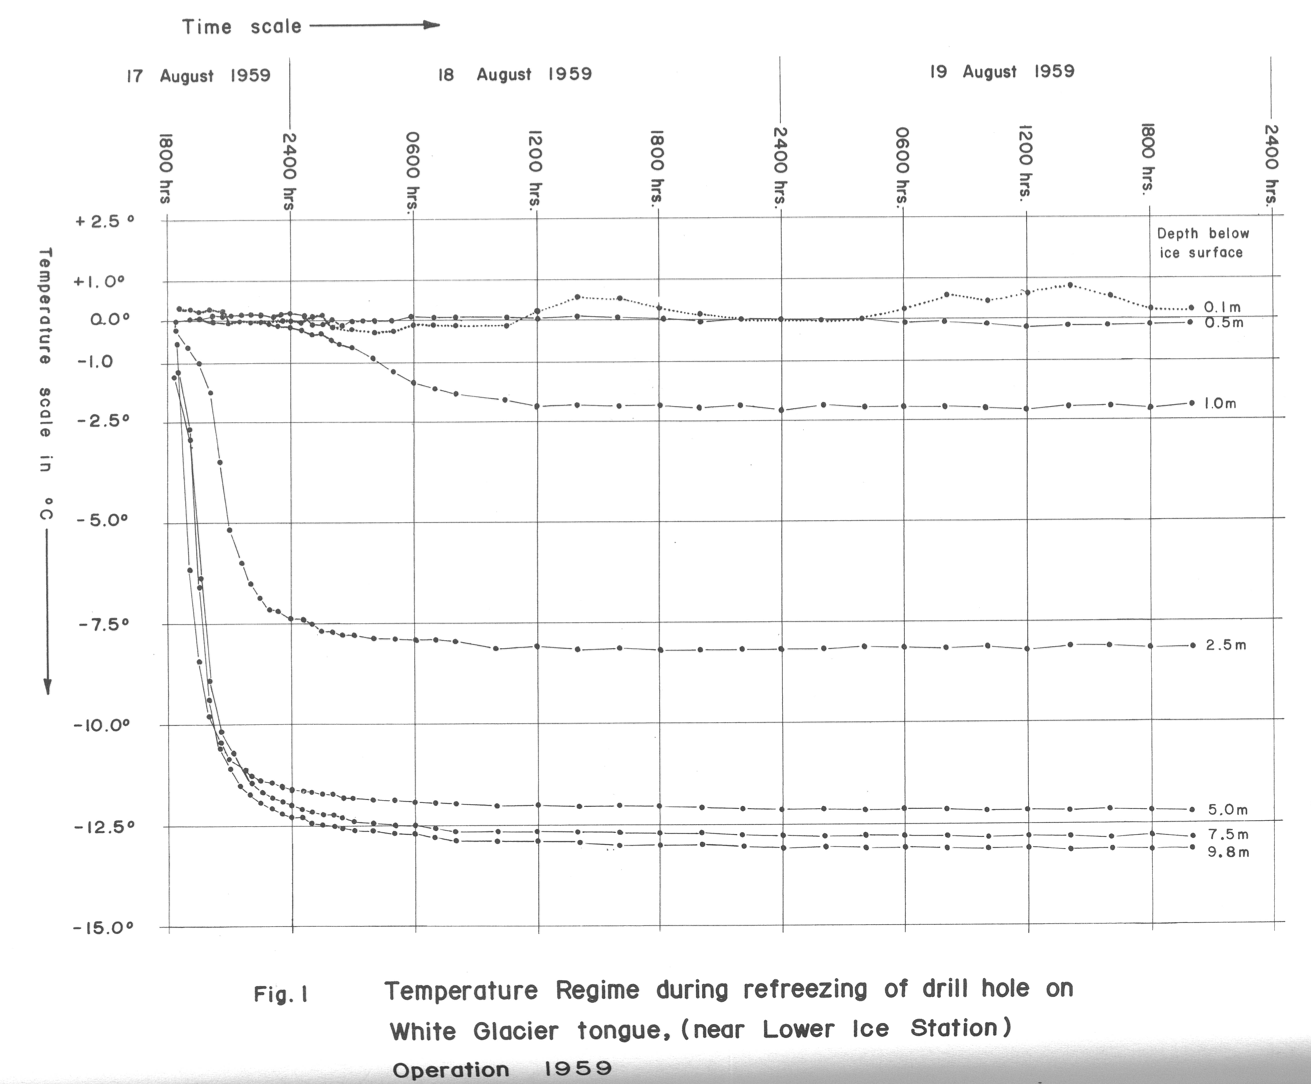 Time scale
17 August 1959
18 August 1959
19 August 1959
1800 hrs
2400 hrs.
0600 hrs.
1200 hrs.
1800 hrs.
2400 hrs.
0600 hrs.
1200 hrs.
1800 hrs.
2400 hrs.
Temperature scale in °C
+2.5°
+1.0°
0.0°
-1.0
-2.5°
-5.0°
-7.5°
-10.0°
-12.5°
-15.0°
Depth below
ice surface
0.1m
0.5m
1.0m
2.5m
5.0m
7.5m
9.8m
Fig. 1
Temperature Regime during refreezing of drill hole on
White Glacier tongue, (near Lower Ice Station)
Operation 1959